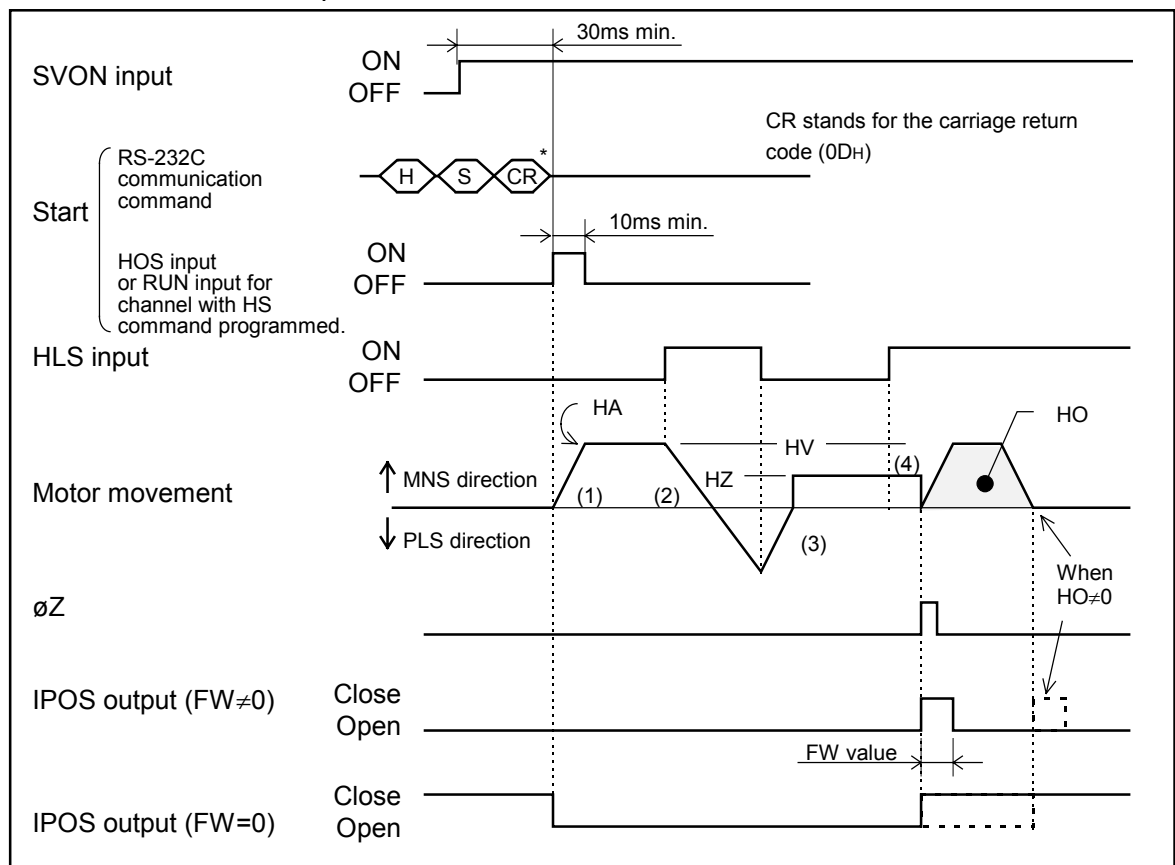 30ms min.
SVON input
ON
OFF
CR stands for the carriage return
code (0DH)
Start
RS-232C
communication
command
*
H
S
CR
10ms min.
HOS input
or RUN input for
channel with HS
command programmed.
ON
OFF
HLS input
ON
OFF
HA
HO
HV
HZ
(4)
Motor movement
↑ MNS direction
(1)
(2)
↓ PLS direction
(3)
When
HO≠0
øZ
IPOS output (FW≠0)
Close
Open
FW value
IPOS output (FW=0)
Close
Open